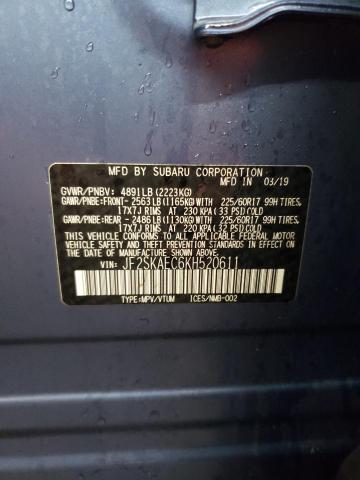 MFD BY SUBARU CORPORATION
MFD IN 03/19
GVWR/PNBV: 4891LB(2223KG)
GAWR/PNBE:FRONT- 2563LB(1165KG) 225/60R17 99H TIRES,
17X7J RIMS AT 230 KPA(33 PSI)COLD
GAWR/PNBE:REAR - 2486LB(1130KG) 225/60R17 99H TIRES,
17X7J RIMS AT 220 KPA(32 PSI)COLD
THIS VEHICLE CONFORMS TO ALL APPLICABLE FEDERAL MOTOR
VEHICLE SAFETY AND THEFT PREVENTION STANDARDS IN EFFECT
ON THE DATE OF MANUFACTURE SHOWN ABOVE.
VIN: JF2SKAEC6KH520611
TYPE:MPV/VTUM ICES/NMB-002